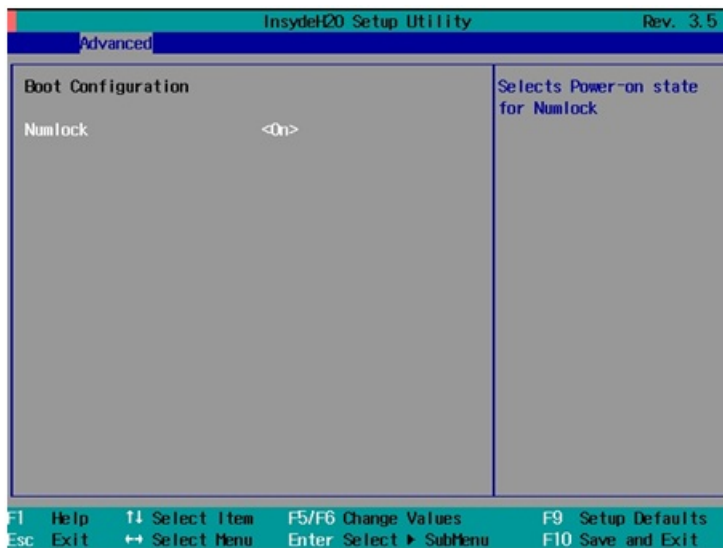 InsydeH2O Setup Utility Rev. 3.5
Advanced
Boot Configuration
Numlock <On>
Selects Power-on state
for Numlock
F1 Help ↑↓ Select Item F5/F6 Change Values F9 Setup Defaults
Esc Exit ↔ Select Menu Enter Select ▶ SubMenu F10 Save and Exit